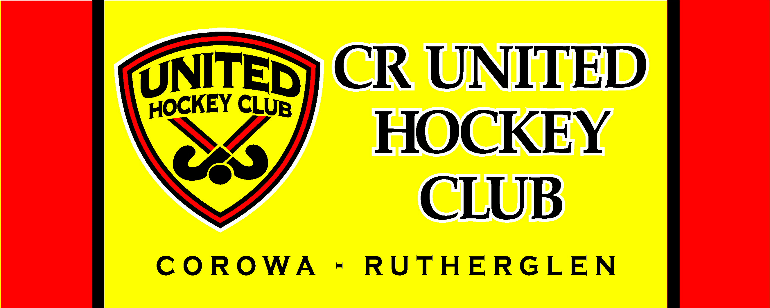 UNITED
HOCKEY CLUB
CR UNITED
HOCKEY
CLUB
COROWA - RUTHERGLEN